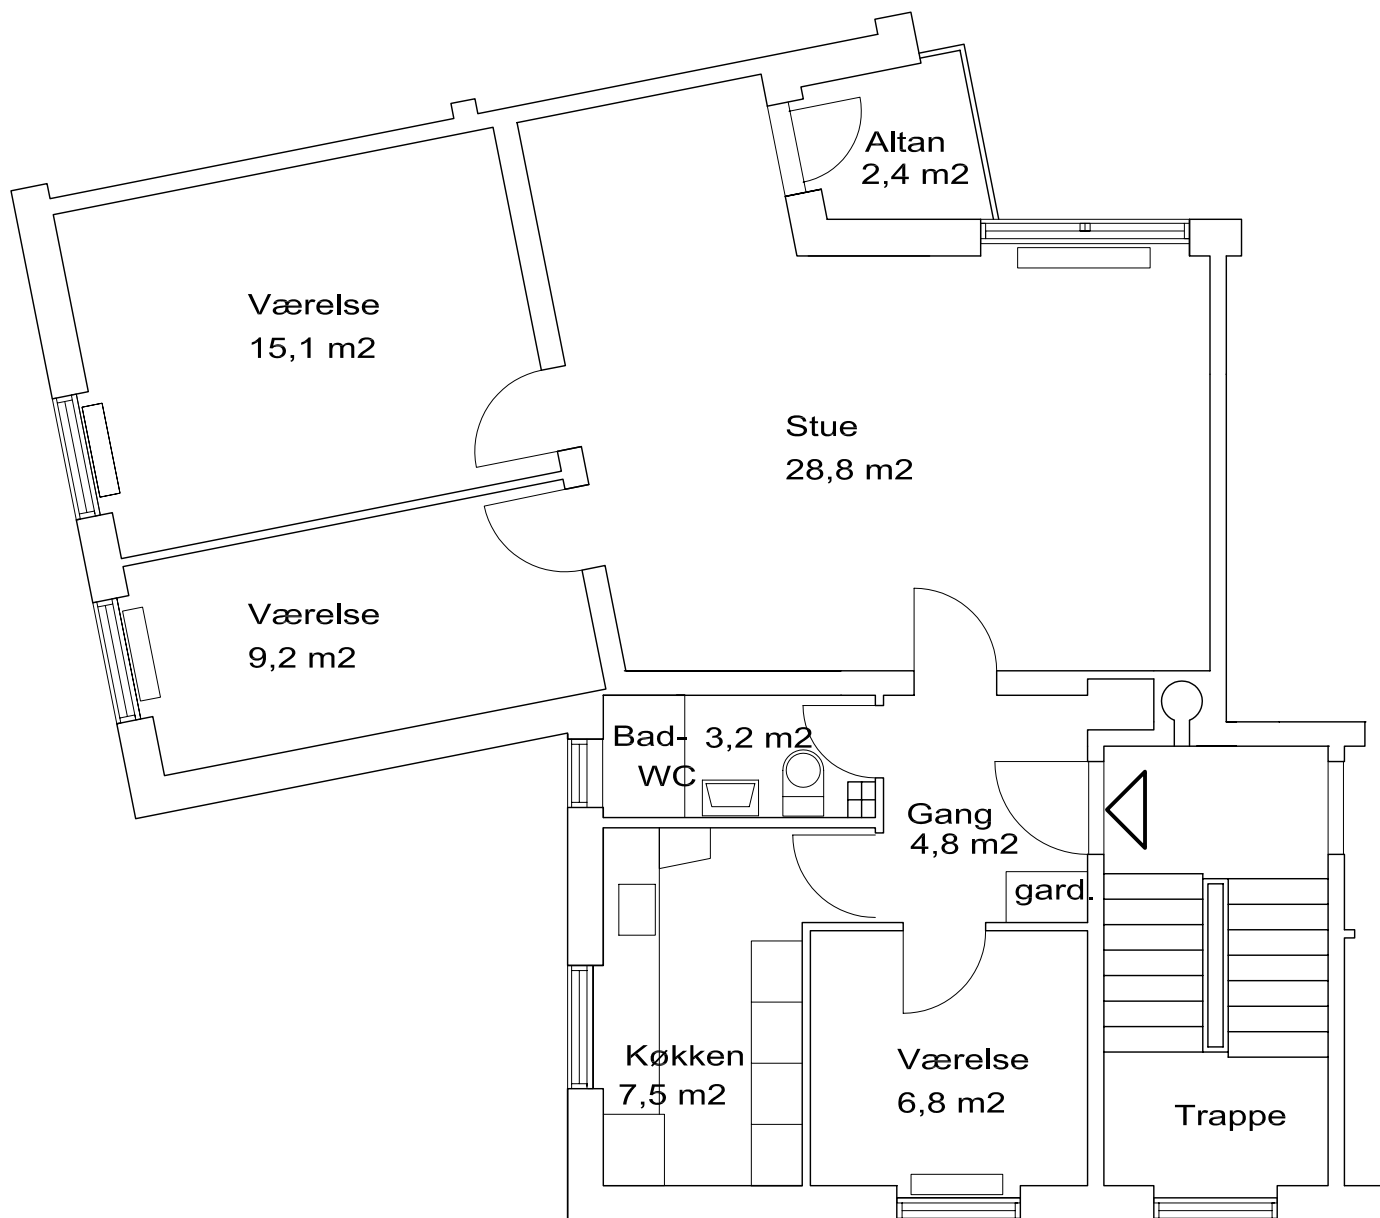 Altan
2,4 m2
Værelse
15,1 m2
Stue
28,8 m2
Værelse
9,2 m2
Bad- 3,2 m2
WC
Gang
4,8 m2
gard.
Køkken
7,5 m2
Værelse
6,8 m2
Trappe